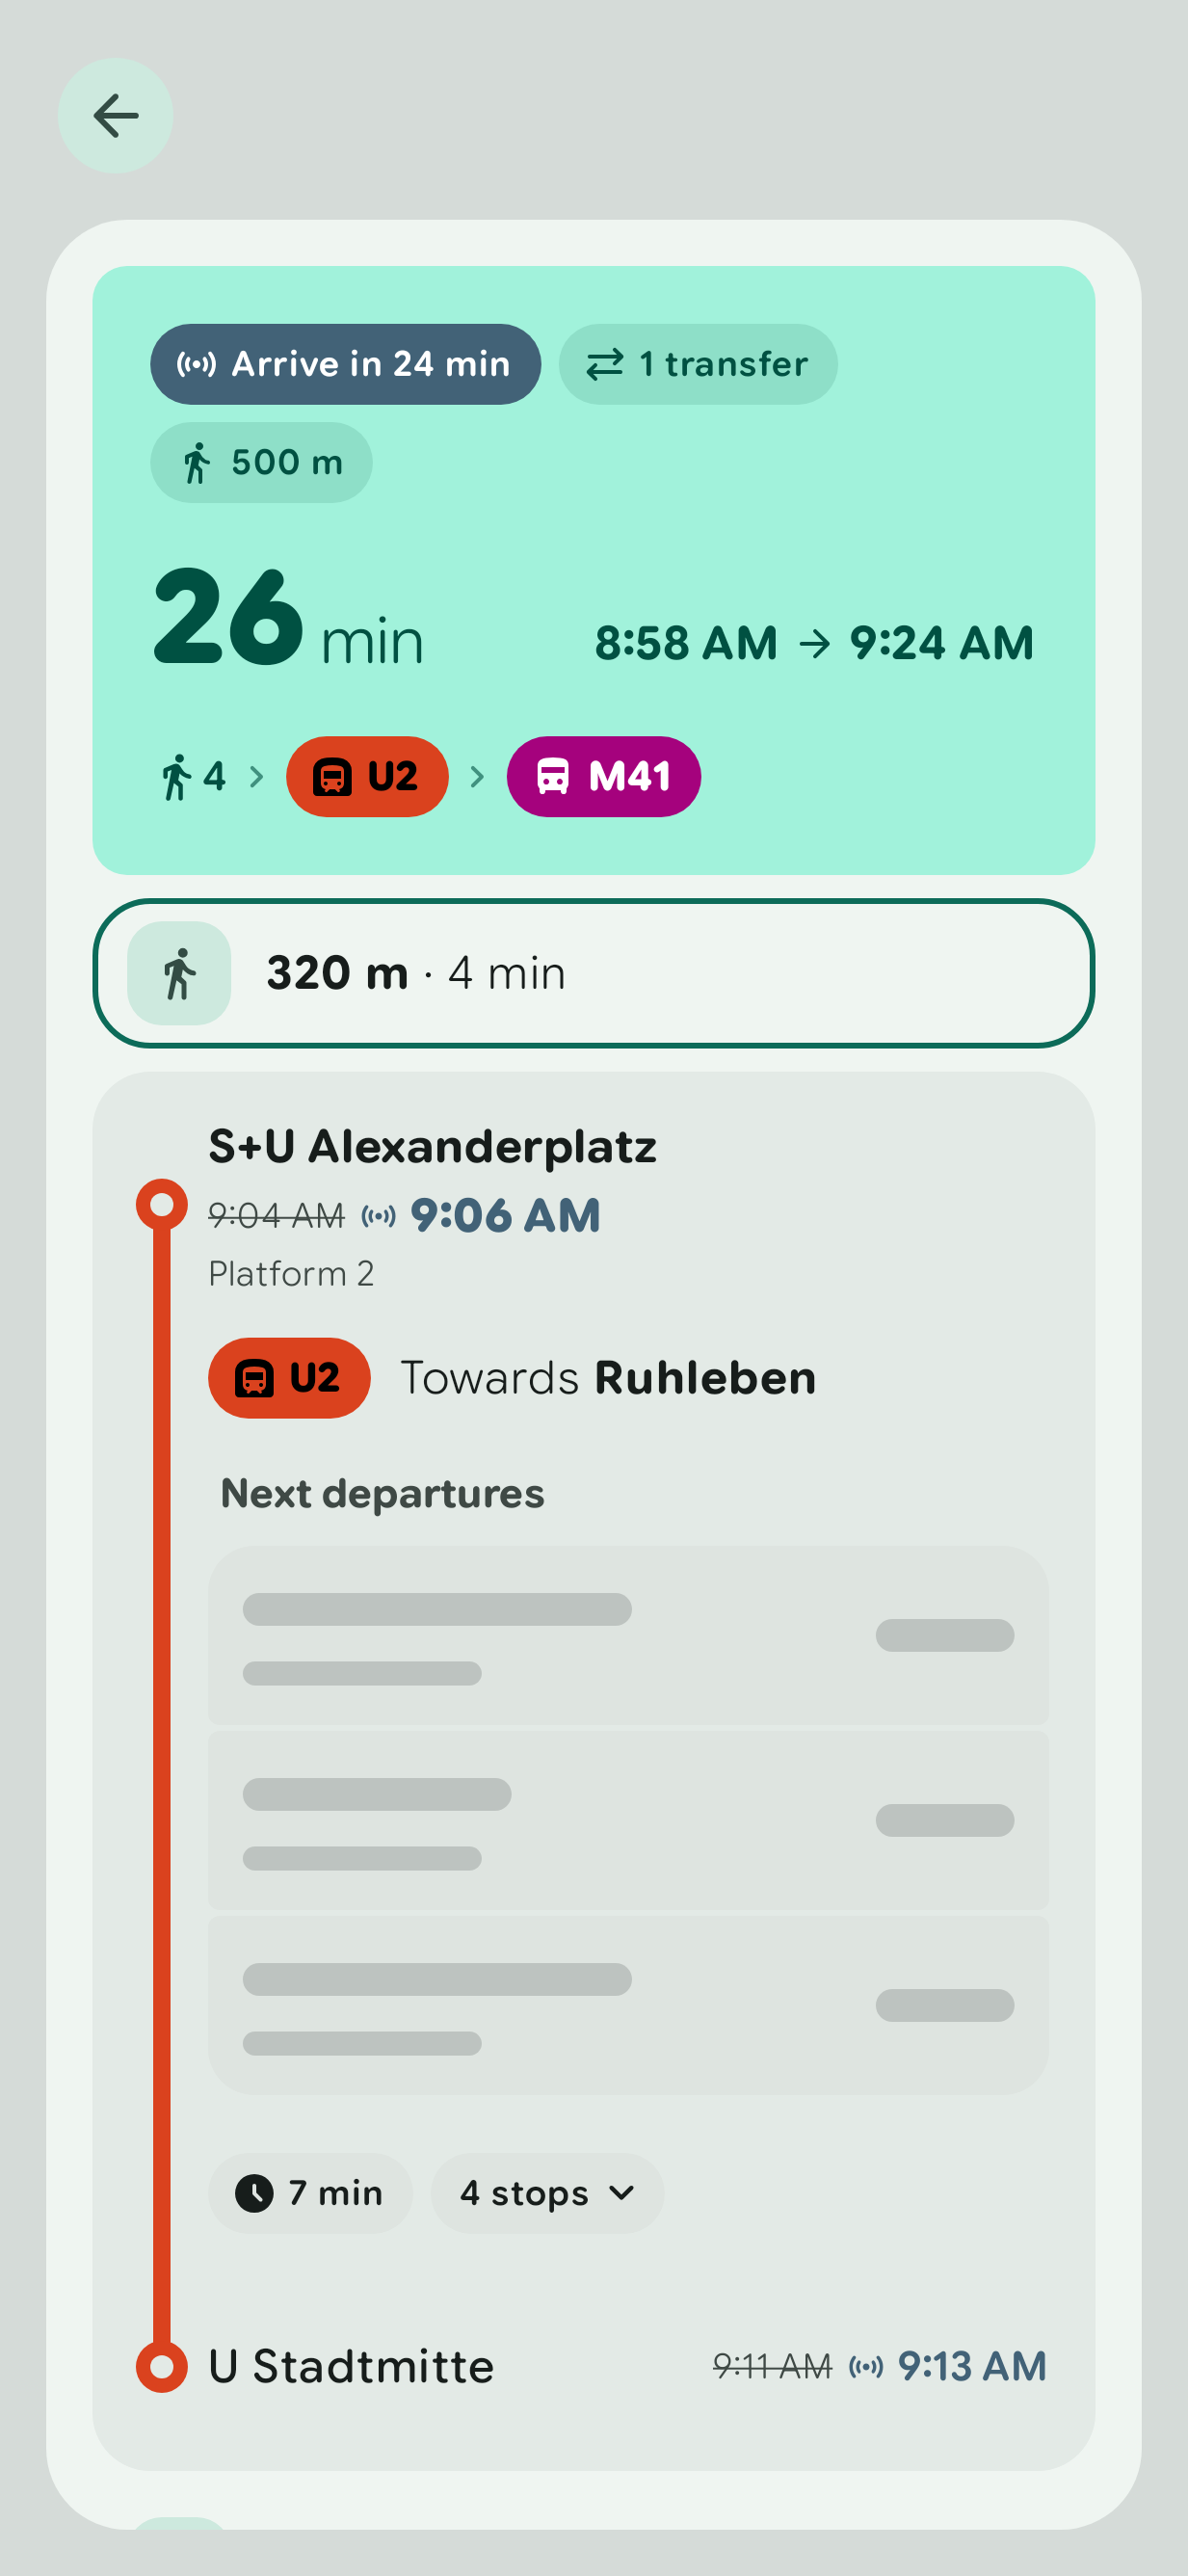 Arrive in 24 min
1 transfer
500 m
26 min
8:58 AM → 9:24 AM
4 > U2 > M41
320 m · 4 min
S+U Alexanderplatz
9:04 AM 9:06 AM
Platform 2
U2 Towards Ruhleben
Next departures
7 min
4 stops
U Stadtmitte 9:11 AM 9:13 AM